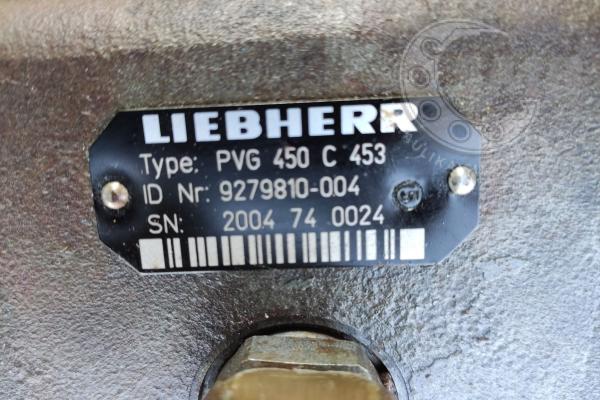 LIEBHERR
Type: PVG 450 C 453
ID Nr: 9279810-004
SN: 2004 74 0024